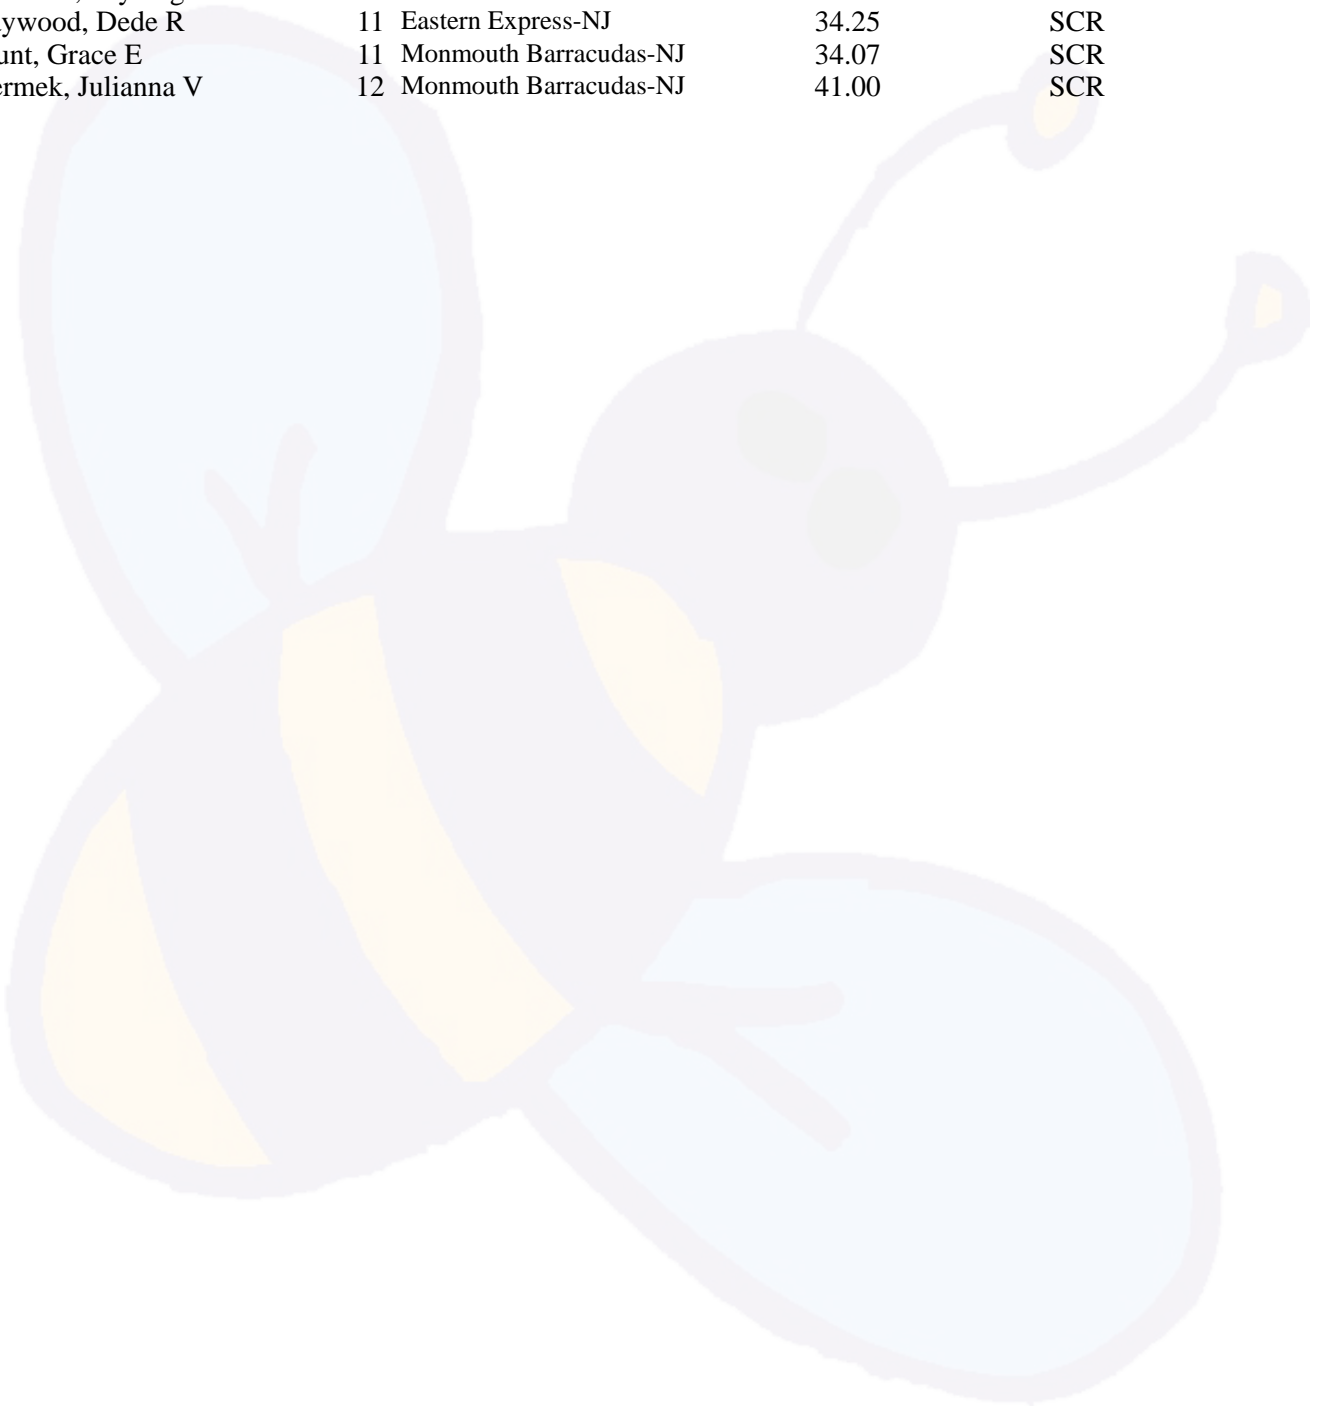 ywood, Dede R 11 Eastern Express-NJ 34.25 SCR
unt, Grace E 11 Monmouth Barracudas-NJ 34.07 SCR
ermek, Julianna V 12 Monmouth Barracudas-NJ 41.00 SCR